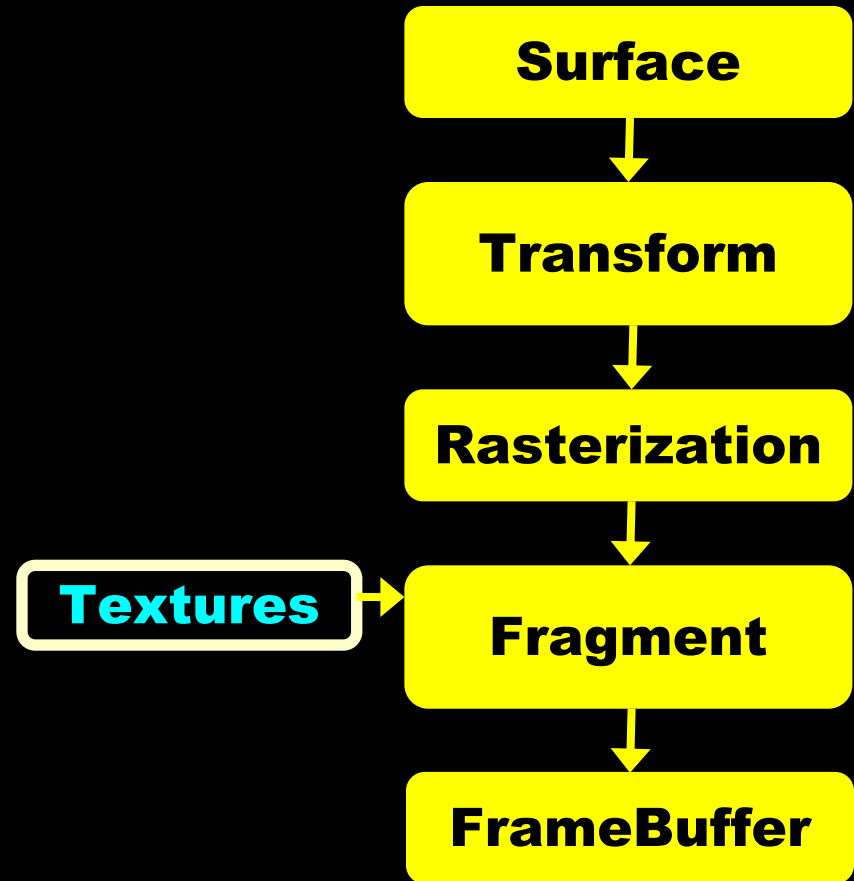 Surface
Transform
Rasterization
Textures
Fragment
FrameBuffer